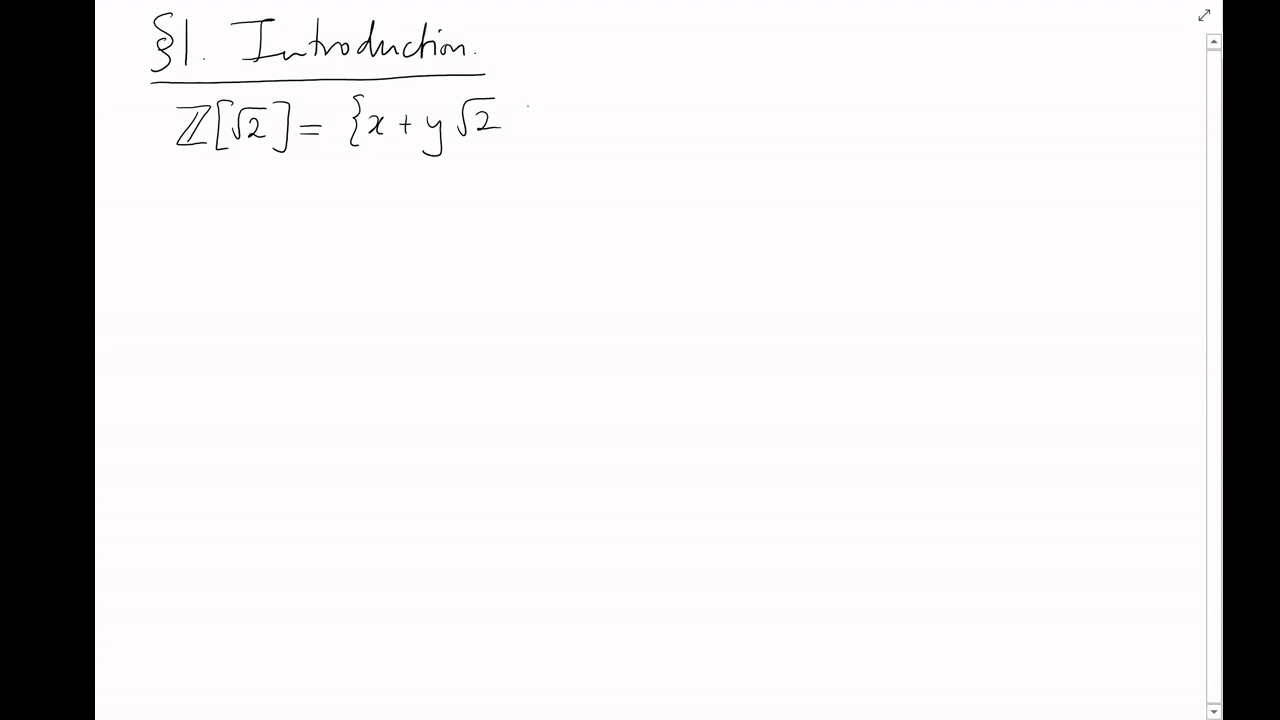 §1. Introduction.
ℤ[√2] = {x + y√2